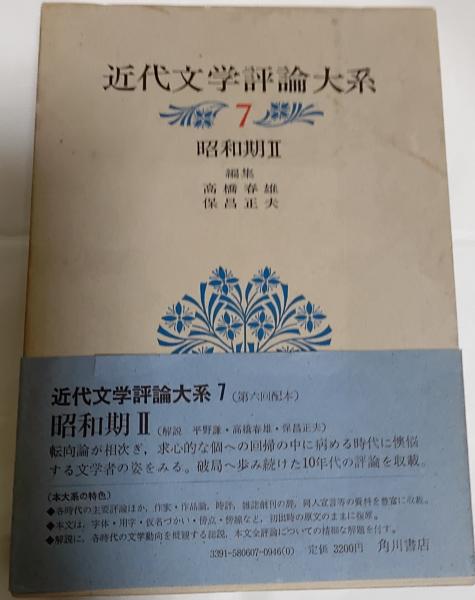 近代文学評論大系
7
昭和期Ⅱ
編集
高橋春雄
保昌正夫
近代文学評論大系7（第六回配本）
昭和期Ⅱ（解説 平野謙・高橋春雄・保昌正夫）
転向論が相次ぎ，求心的な個への回帰の中に病める時代に懊悩
する文学者の姿をみる。破局へ歩み続けた10年代の評論を収載。
〈本大系の特色〉
◆各時代の主要評論ほか，作家・作品論，時評，雑誌創刊の辞，同人宣言等の資料を豊富に収載。
◆本文は，字体・用字・仮名づかい・傍点・傍線など，初出時の原文のままに復原。
◆解説に，各時代の文学動向を概観する総説，本文全評論についての精細な解題を付す。
3391-580607-0946(0) 定価 3200円 角川書店